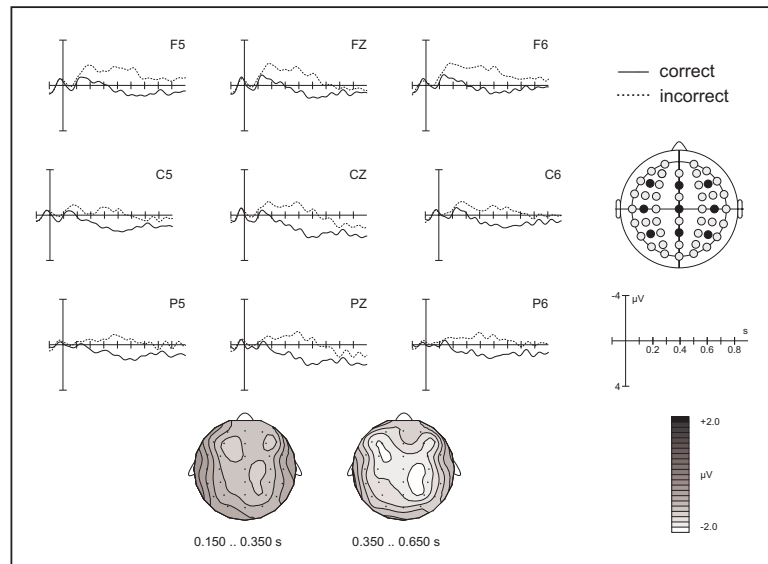 F5 FZ F6
correct
incorrect
C5 CZ C6
P5 PZ P6
-4 µV
s
0.2 0.4 0.6 0.8
4
+2.0
µV
-2.0
0.150 .. 0.350 s 0.350 .. 0.650 s